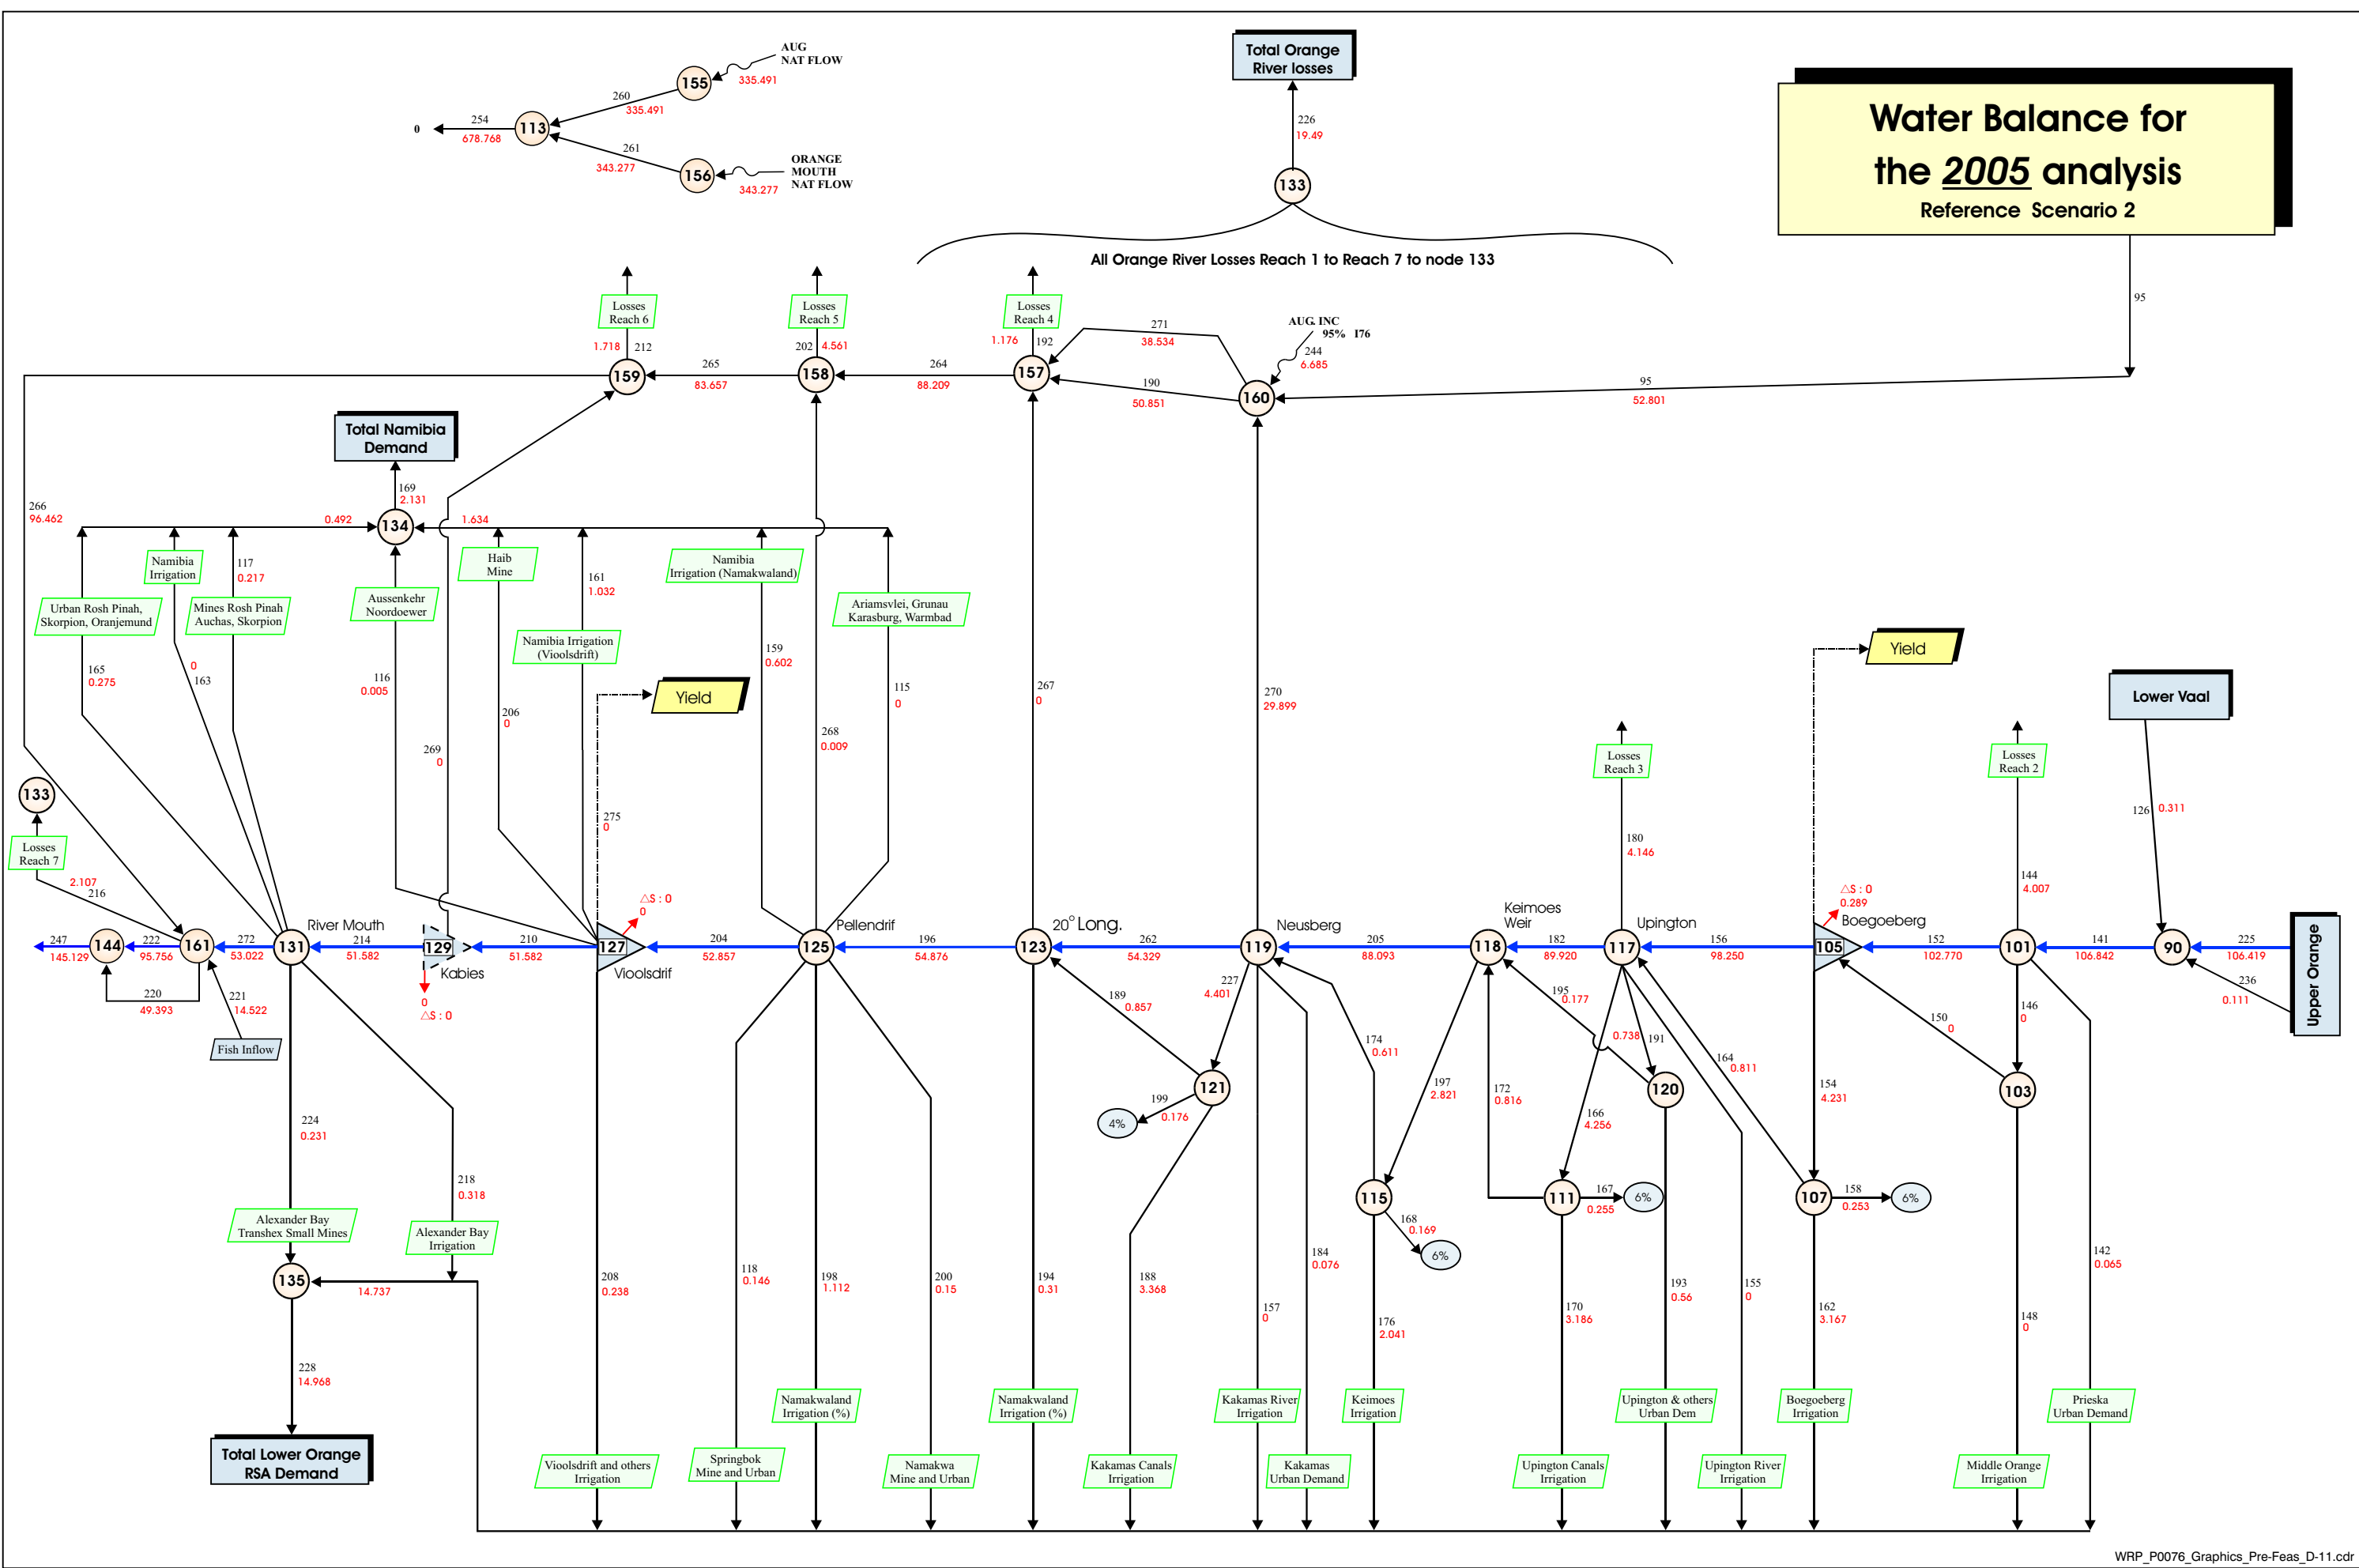 AUG
NAT FLOW
155
335.491
260
335.491
0
254
678.768
113
261
343.277
156
343.277
ORANGE
MOUTH
NAT FLOW
Total Orange
River losses
226
19.49
133
All Orange River Losses Reach 1 to Reach 7 to node 133
Water Balance for
the 2005 analysis
Reference Scenario 2
95
Losses
Reach 6
1.718
212
159
265
83.657
Losses
Reach 5
202
4.561
158
264
88.209
Losses
Reach 4
1.176
192
157
271
38.534
190
50.851
AUG. INC
95% I76
244
6.685
160
95
52.801
Total Namibia
Demand
169
2.131
266
96.462
0.492
134
1.634
Namibia
Irrigation
117
0.217
Urban Rosh Pinah,
Skorpion, Oranjemund
Mines Rosh Pinah
Auchas, Skorpion
165
0.275
0
163
Aussenkehr
Noordoewer
116
0.005
269
0
Haib
Mine
206
0
161
1.032
Namibia Irrigation
(Vioolsdrift)
Namibia
Irrigation (Namakwaland)
159
0.602
Ariamsvlei, Grunau
Karasburg, Warmbad
115
0
Yield
275
0
268
0.009
267
0
270
29.899
Losses
Reach 3
180
4.146
Yield
Losses
Reach 2
144
4.007
Lower Vaal
126
0.311
133
Losses
Reach 7
2.107
216
247
145.129
144
222
95.756
161
272
53.022
River Mouth
131
214
51.582
129
Kabies
0
△S : 0
210
51.582
127
Vioolsdrif
△S : 0
0
204
52.857
Pellendrif
125
196
54.876
20° Long.
123
262
54.329
Neusberg
119
205
88.093
Keimoes
Weir
118
182
89.920
Upington
117
156
98.250
△S : 0
0.289
Boegoeberg
105
152
102.770
101
141
106.842
90
225
106.419
236
0.111
Upper Orange
220
49.393
221
14.522
Fish Inflow
224
0.231
218
0.318
Alexander Bay
Transhex Small Mines
Alexander Bay
Irrigation
135
14.737
228
14.968
Total Lower Orange
RSA Demand
208
0.238
Vioolsdrift and others
Irrigation
118
0.146
Springbok
Mine and Urban
198
1.112
Namakwaland
Irrigation (%)
200
0.15
Namakwa
Mine and Urban
194
0.31
Namakwaland
Irrigation (%)
189
0.857
121
199
0.176
4%
188
3.368
Kakamas Canals
Irrigation
227
4.401
157
0
Kakamas River
Irrigation
184
0.076
Kakamas
Urban Demand
174
0.611
115
168
0.169
6%
176
2.041
Keimoes
Irrigation
197
2.821
172
0.816
111
167
0.255
6%
170
3.186
Upington Canals
Irrigation
195
0.177
0.738
191
166
4.256
120
193
0.56
Upington & others
Urban Dem
155
0
Upington River
Irrigation
164
0.811
154
4.231
107
158
0.253
6%
162
3.167
Boegoeberg
Irrigation
150
0
146
0
103
148
0
Middle Orange
Irrigation
142
0.065
Prieska
Urban Demand
WRP_P0076_Graphics_Pre-Feas_D-11.cdr